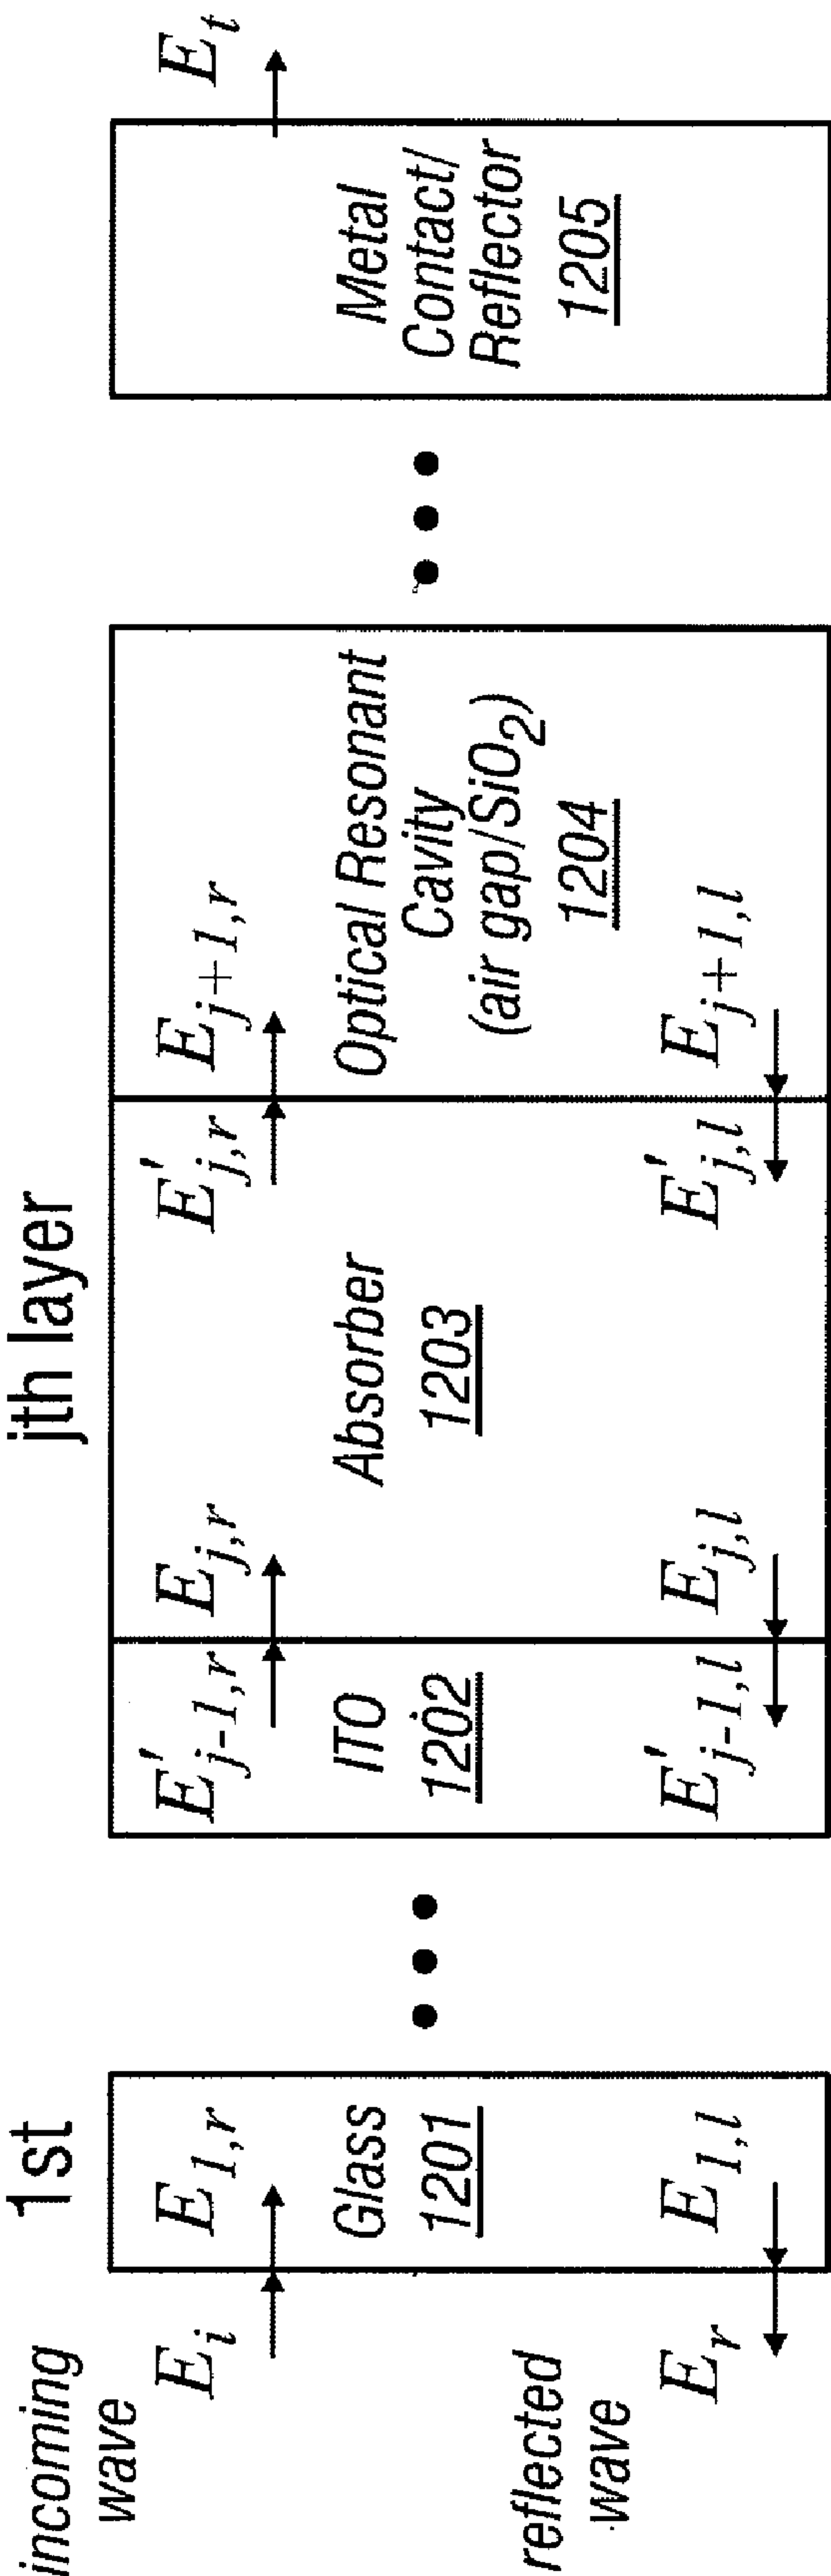 incoming
wave
1st
jth layer
E_i
E_{1,r}
E'_{j-1,r}
E_{j,r}
E'_{j,r}
E_{j+1,r}
E_t
Glass
1201
ITO
1202
Absorber
1203
Optical Resonant
Cavity
(air gap/SiO₂)
1204
Metal
Contact/
Reflector
1205
reflected
wave
E_r
E_{1,l}
E'_{j-1,l}
E_{j,l}
E'_{j,l}
E_{j+1,l}